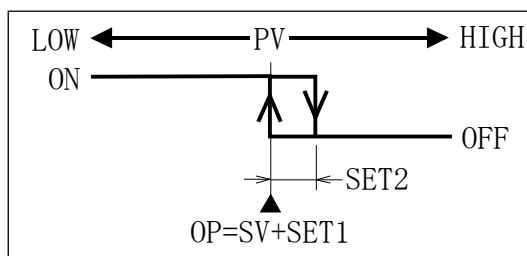 LOW PV HIGH
ON
OFF
SET2
OP=SV+SET1